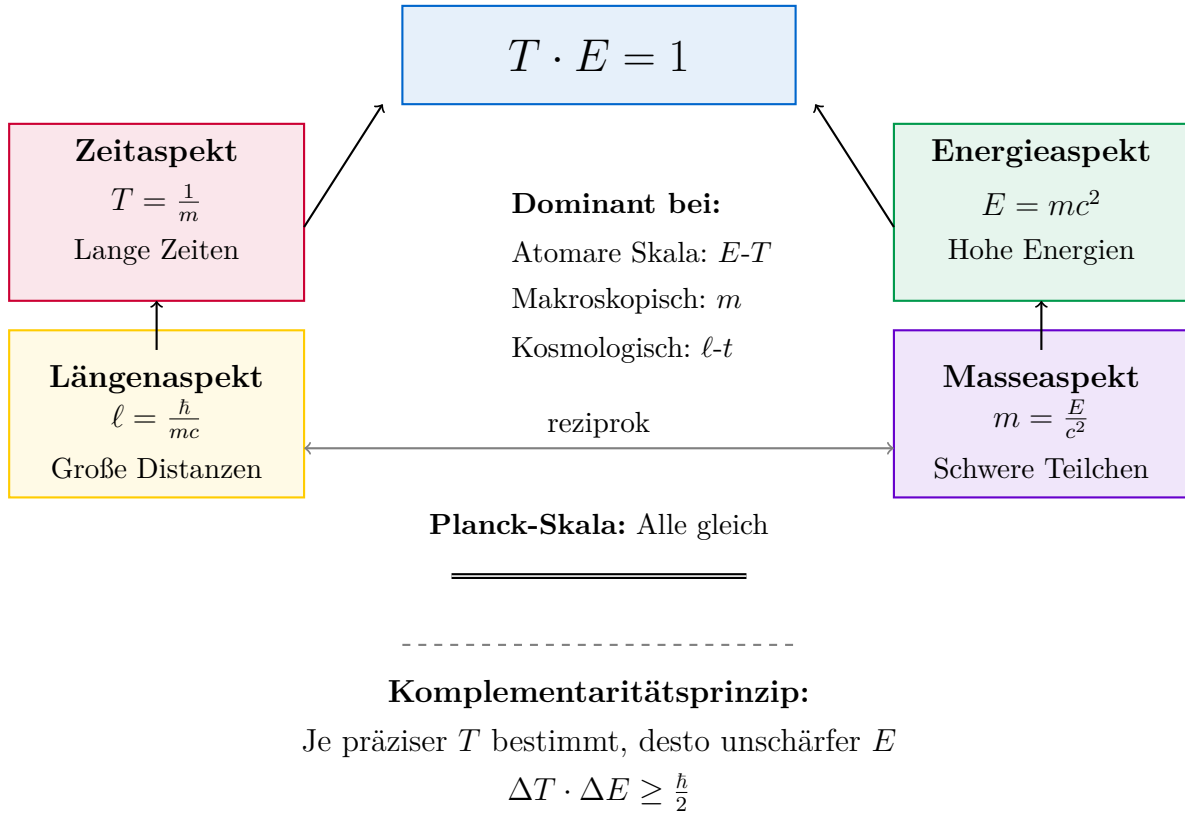 T · E = 1
Zeitaspekt
T = 1/m
Lange Zeiten
Energieaspekt
E = mc²
Hohe Energien
Dominant bei:
Atomare Skala: E-T
Makroskopisch: m
Kosmologisch: ℓ-t
Längenaspekt
ℓ = ħ/mc
Große Distanzen
reziprok
Masseaspekt
m = E/c²
Schwere Teilchen
Planck-Skala: Alle gleich
Komplementaritätsprinzip:
Je präziser T bestimmt, desto unschärfer E
ΔT · ΔE ≥ ħ/2